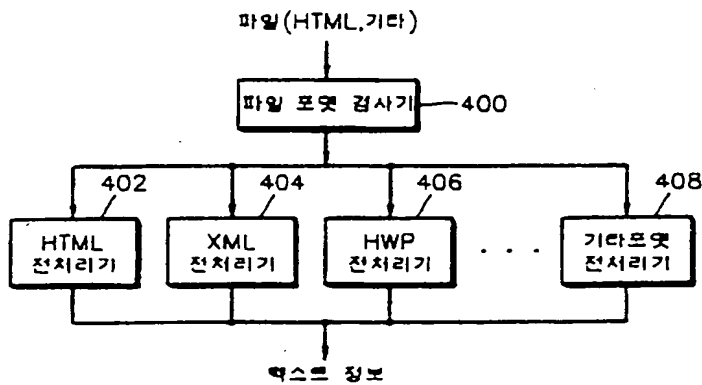 파일(HTML,기타)
파일 포맷 검사기
400
402
404
406
408
HTML
전처리기
XML
전처리기
HWP
전처리기
. . .
기타포맷
전처리기
텍스트 정보